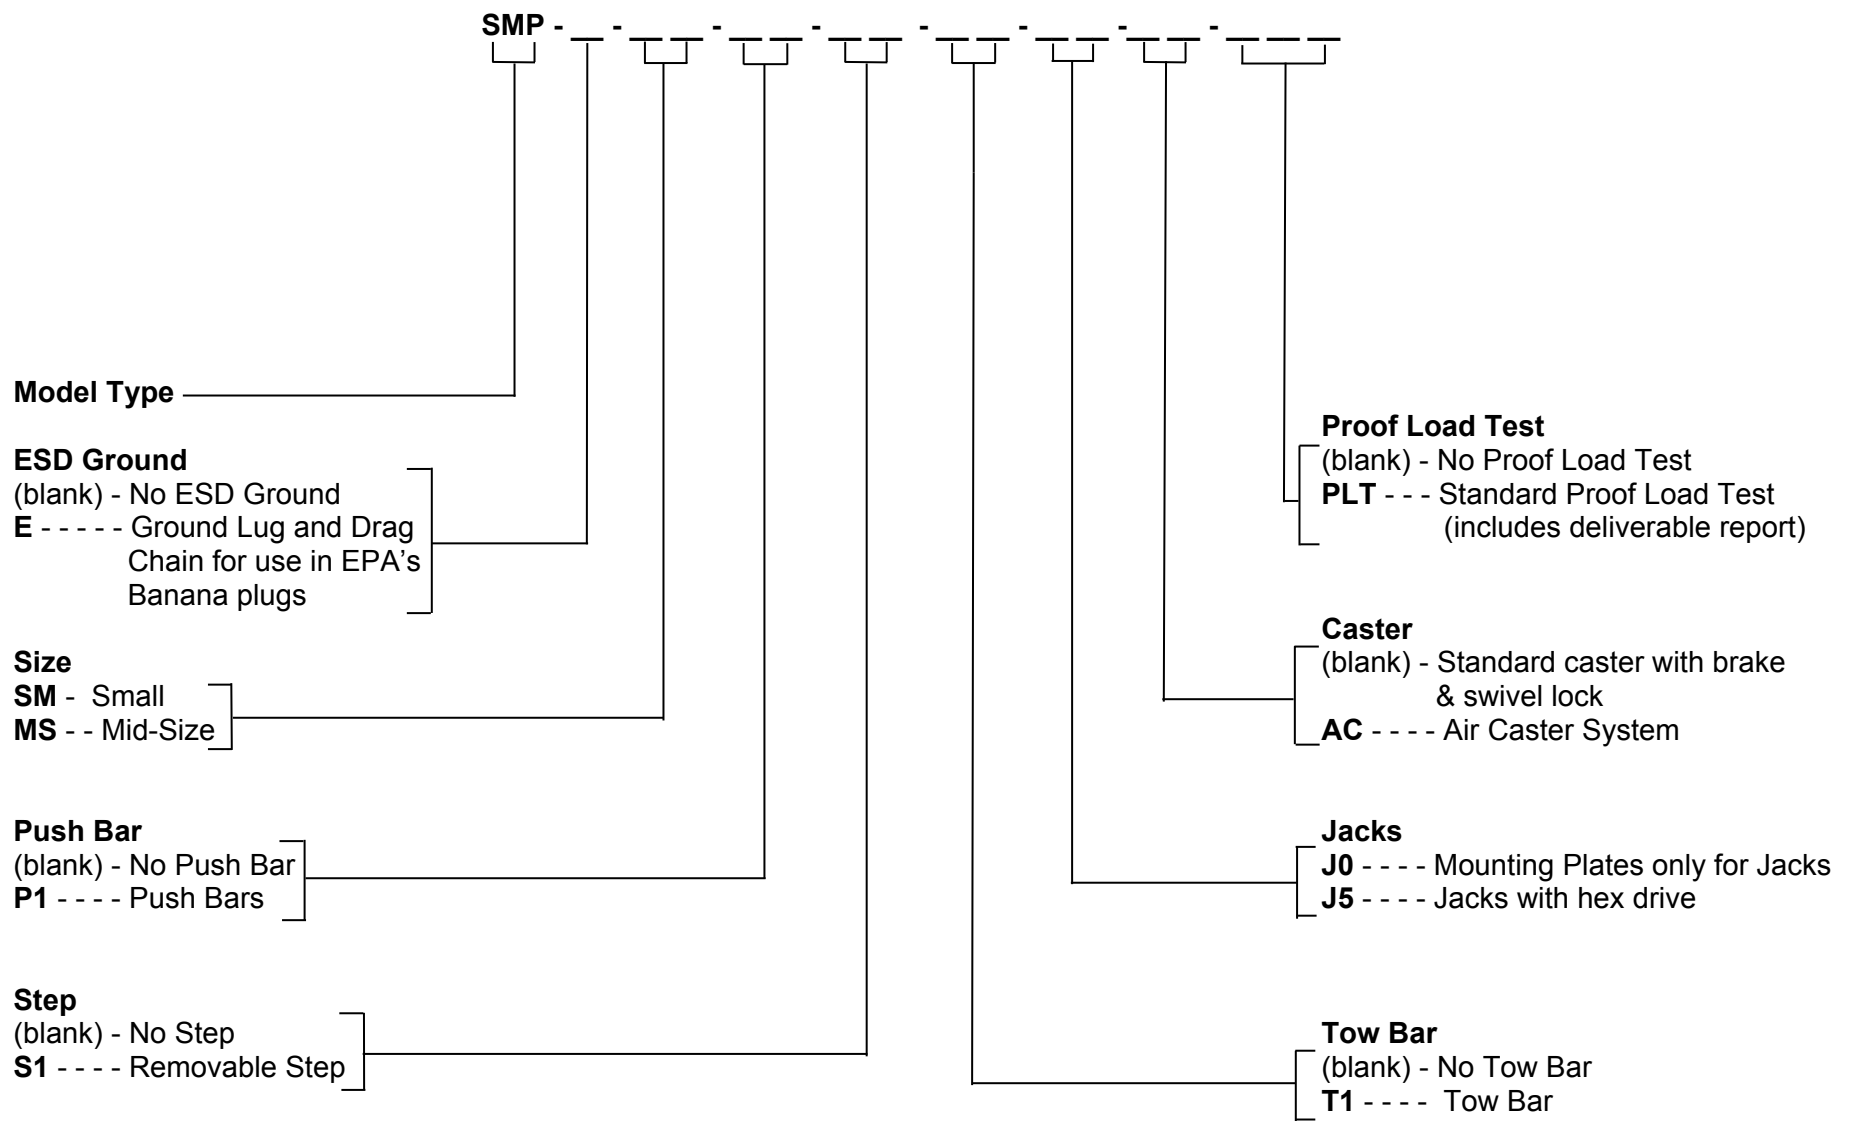 SMP - __ - __ __ - __ __ - __ __ - __ __ - __ __ - __ __ - __ __ __
Model Type
ESD Ground
(blank) - No ESD Ground
E - - - - - Ground Lug and Drag
Chain for use in EPA’s
Banana plugs
Size
SM - Small
MS - - Mid-Size
Push Bar
(blank) - No Push Bar
P1 - - - - Push Bars
Step
(blank) - No Step
S1 - - - - Removable Step
Proof Load Test
(blank) - No Proof Load Test
PLT - - - Standard Proof Load Test
(includes deliverable report)
Caster
(blank) - Standard caster with brake
& swivel lock
AC - - - - Air Caster System
Jacks
J0 - - - - Mounting Plates only for Jacks
J5 - - - - Jacks with hex drive
Tow Bar
(blank) - No Tow Bar
T1 - - - - Tow Bar